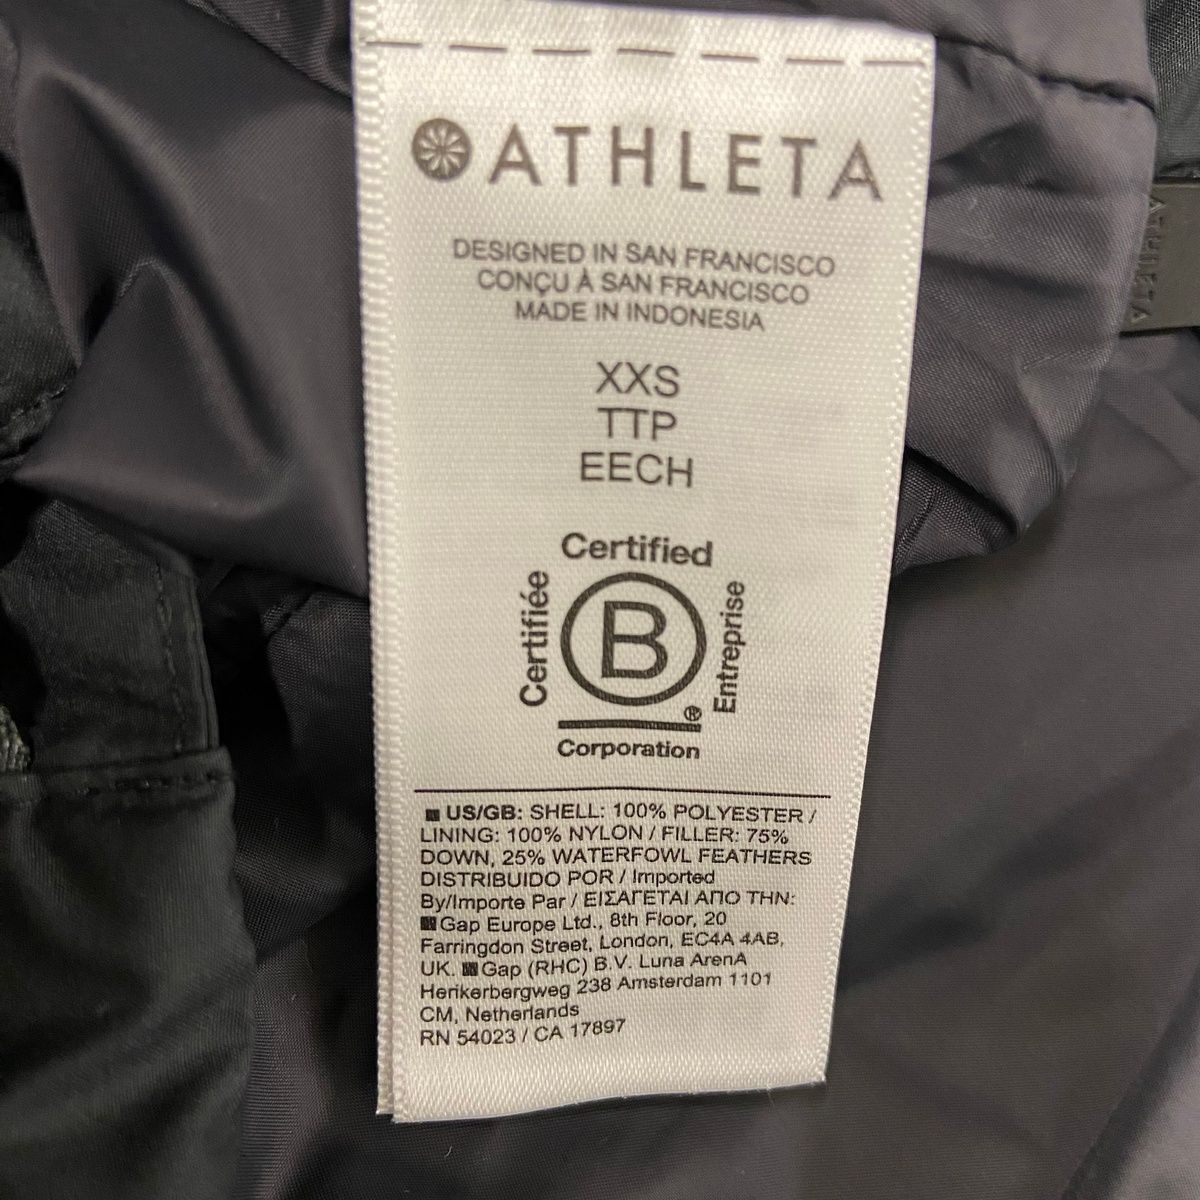 ATHLETA
DESIGNED IN SAN FRANCISCO
CONÇU À SAN FRANCISCO
MADE IN INDONESIA
XXS
TTP
EECH
Certified
Certifiée
B
Entreprise
®
Corporation
US/GB: SHELL: 100% POLYESTER /
LINING: 100% NYLON / FILLER: 75%
DOWN, 25% WATERFOWL FEATHERS
DISTRIBUIDO POR / Imported
By/Importe Par / ΕΙΣΑΓΕΤΑΙ ΑΠΟ ΤΗΝ:
Gap Europe Ltd., 8th Floor, 20
Farringdon Street, London, EC4A 4AB,
UK. Gap (RHC) B.V. Luna ArenA
Herikerbergweg 238 Amsterdam 1101
CM, Netherlands
RN 54023 / CA 17897
ATHLETA